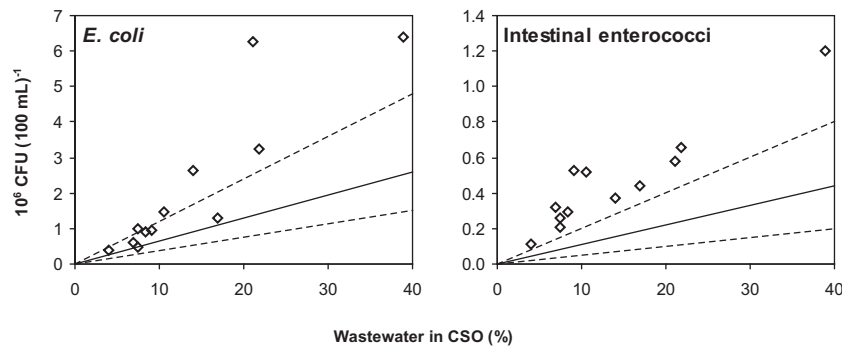 E. coli
Intestinal enterococci
7
6
5
4
3
2
1
0
1.4
1.2
1.0
0.8
0.6
0.4
0.2
0.0
10⁶ CFU (100 mL)⁻¹
0 10 20 30 40
0 10 20 30 40
Wastewater in CSO (%)